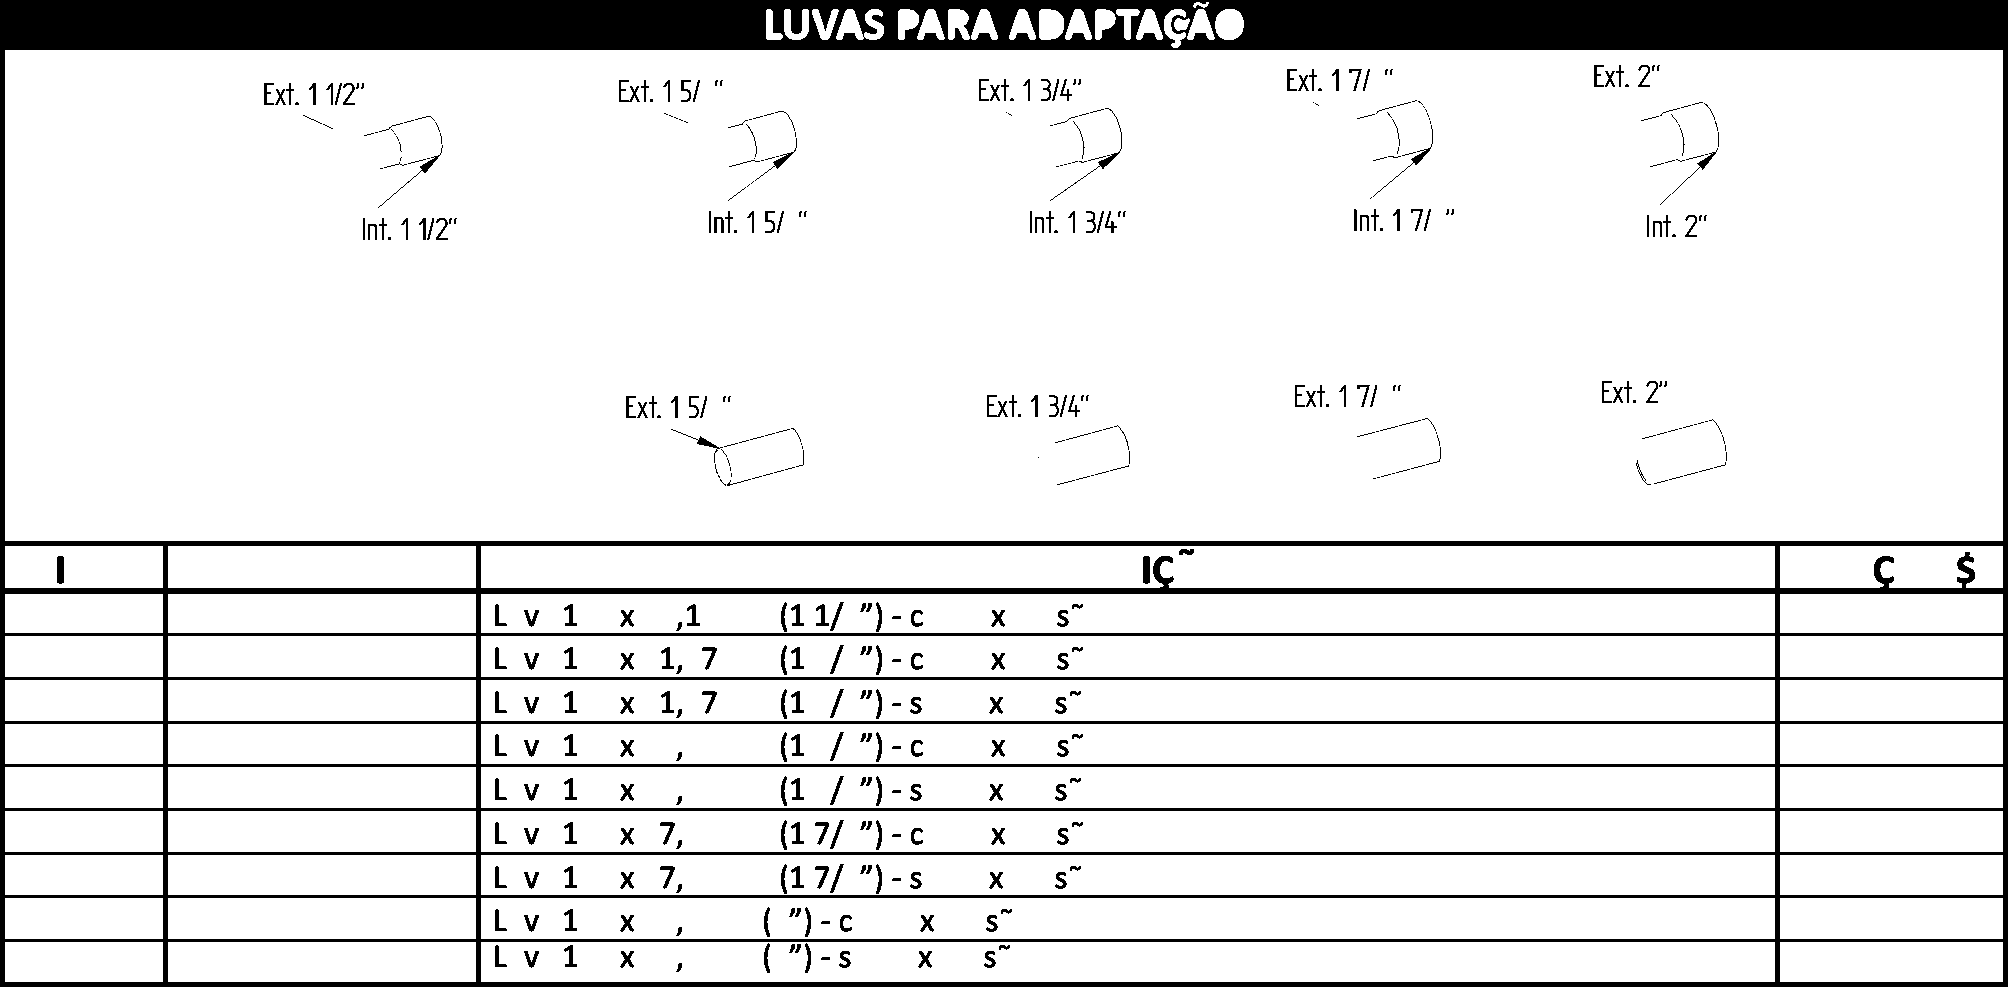 LUVAS PARA ADAPTAÇÃO
Ext. 1 1/2" Ext. 1 5/ " Ext. 1 3/4" Ext. 1 7/ " Ext. 2"
Int. 1 1/2" Int. 1 5/ " Int. 1 3/4" Int. 1 7/ " Int. 2"
Ext. 1 5/ " Ext. 1 3/4" Ext. 1 7/ " Ext. 2"
I IÇ˜ Ç $
L v 1 x ,1 (1 1/ ") - c x s˜
L v 1 x 1, 7 (1 / ") - c x s˜
L v 1 x 1, 7 (1 / ") - s x s˜
L v 1 x , (1 / ") - c x s˜
L v 1 x , (1 / ") - s x s˜
L v 1 x 7, (1 7/ ") - c x s˜
L v 1 x 7, (1 7/ ") - s x s˜
L v 1 x , ( ") - c x s˜
L v 1 x , ( ") - s x s˜